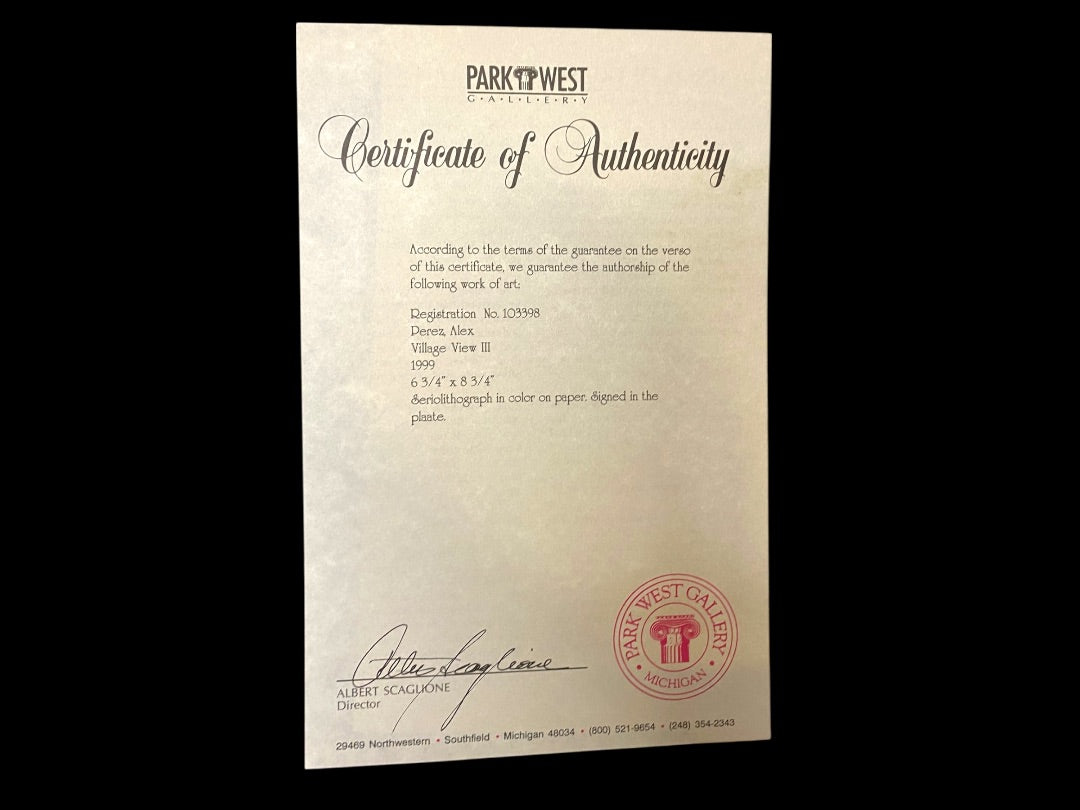 PARK WEST
G·A·L·L·E·R·Y
Certificate of Authenticity
According to the terms of the guarantee on the verso
of this certificate, we guarantee the authorship of the
following work of art:
Registration No. 103398
Perez, Alex
Village View III
1999
6 3/4" x 8 3/4"
Seriolithograph in color on paper. Signed in the
plaate.
Albert Scaglione
ALBERT SCAGLIONE
Director
PARK WEST GALLERY
• MICHIGAN •
29469 Northwestern • Southfield • Michigan 48034 • (800) 521-9654 • (248) 354-2343